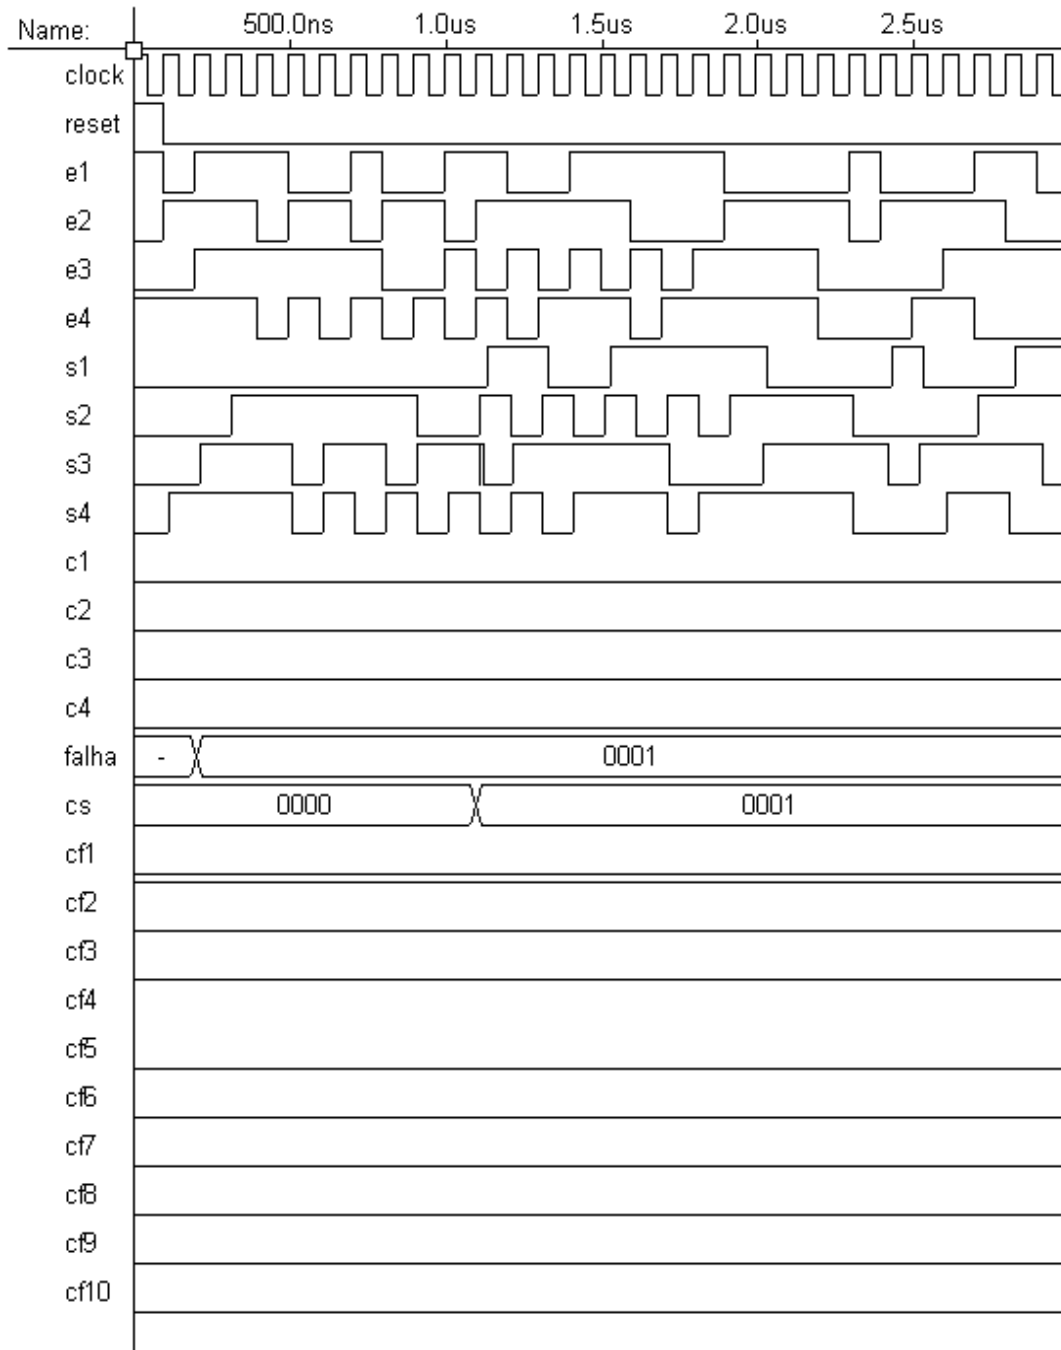 Name: 500.0ns 1.0us 1.5us 2.0us 2.5us
clock
reset
e1
e2
e3
e4
s1
s2
s3
s4
c1
c2
c3
c4
falha - 0001
cs 0000 0001
cf1
cf2
cf3
cf4
cf5
cf6
cf7
cf8
cf9
cf10